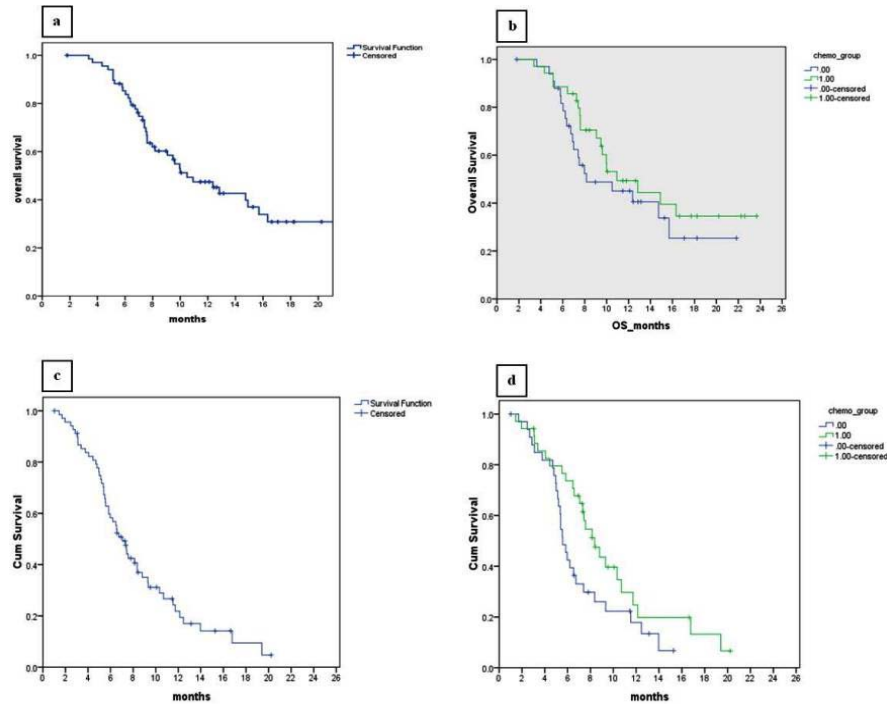 a
Survival Function
Censored
overall survival
1.0
0.8
0.6
0.4
0.2
0.0
0 2 4 6 8 10 12 14 16 18 20
months
b
chemo_group
.00
1.00
.00-censored
1.00-censored
Overall Survival
1.0
0.8
0.6
0.4
0.2
0.0
0 2 4 6 8 10 12 14 16 18 20 22 24 26
OS_months
c
Survival Function
Censored
Cum Survival
1.0
0.8
0.6
0.4
0.2
0.0
0 2 4 6 8 10 12 14 16 18 20 22 24 26
months
d
chemo_group
.00
1.00
.00-censored
1.00-censored
Cum Survival
1.0
0.8
0.6
0.4
0.2
0.0
0 2 4 6 8 10 12 14 16 18 20 22 24 26
months